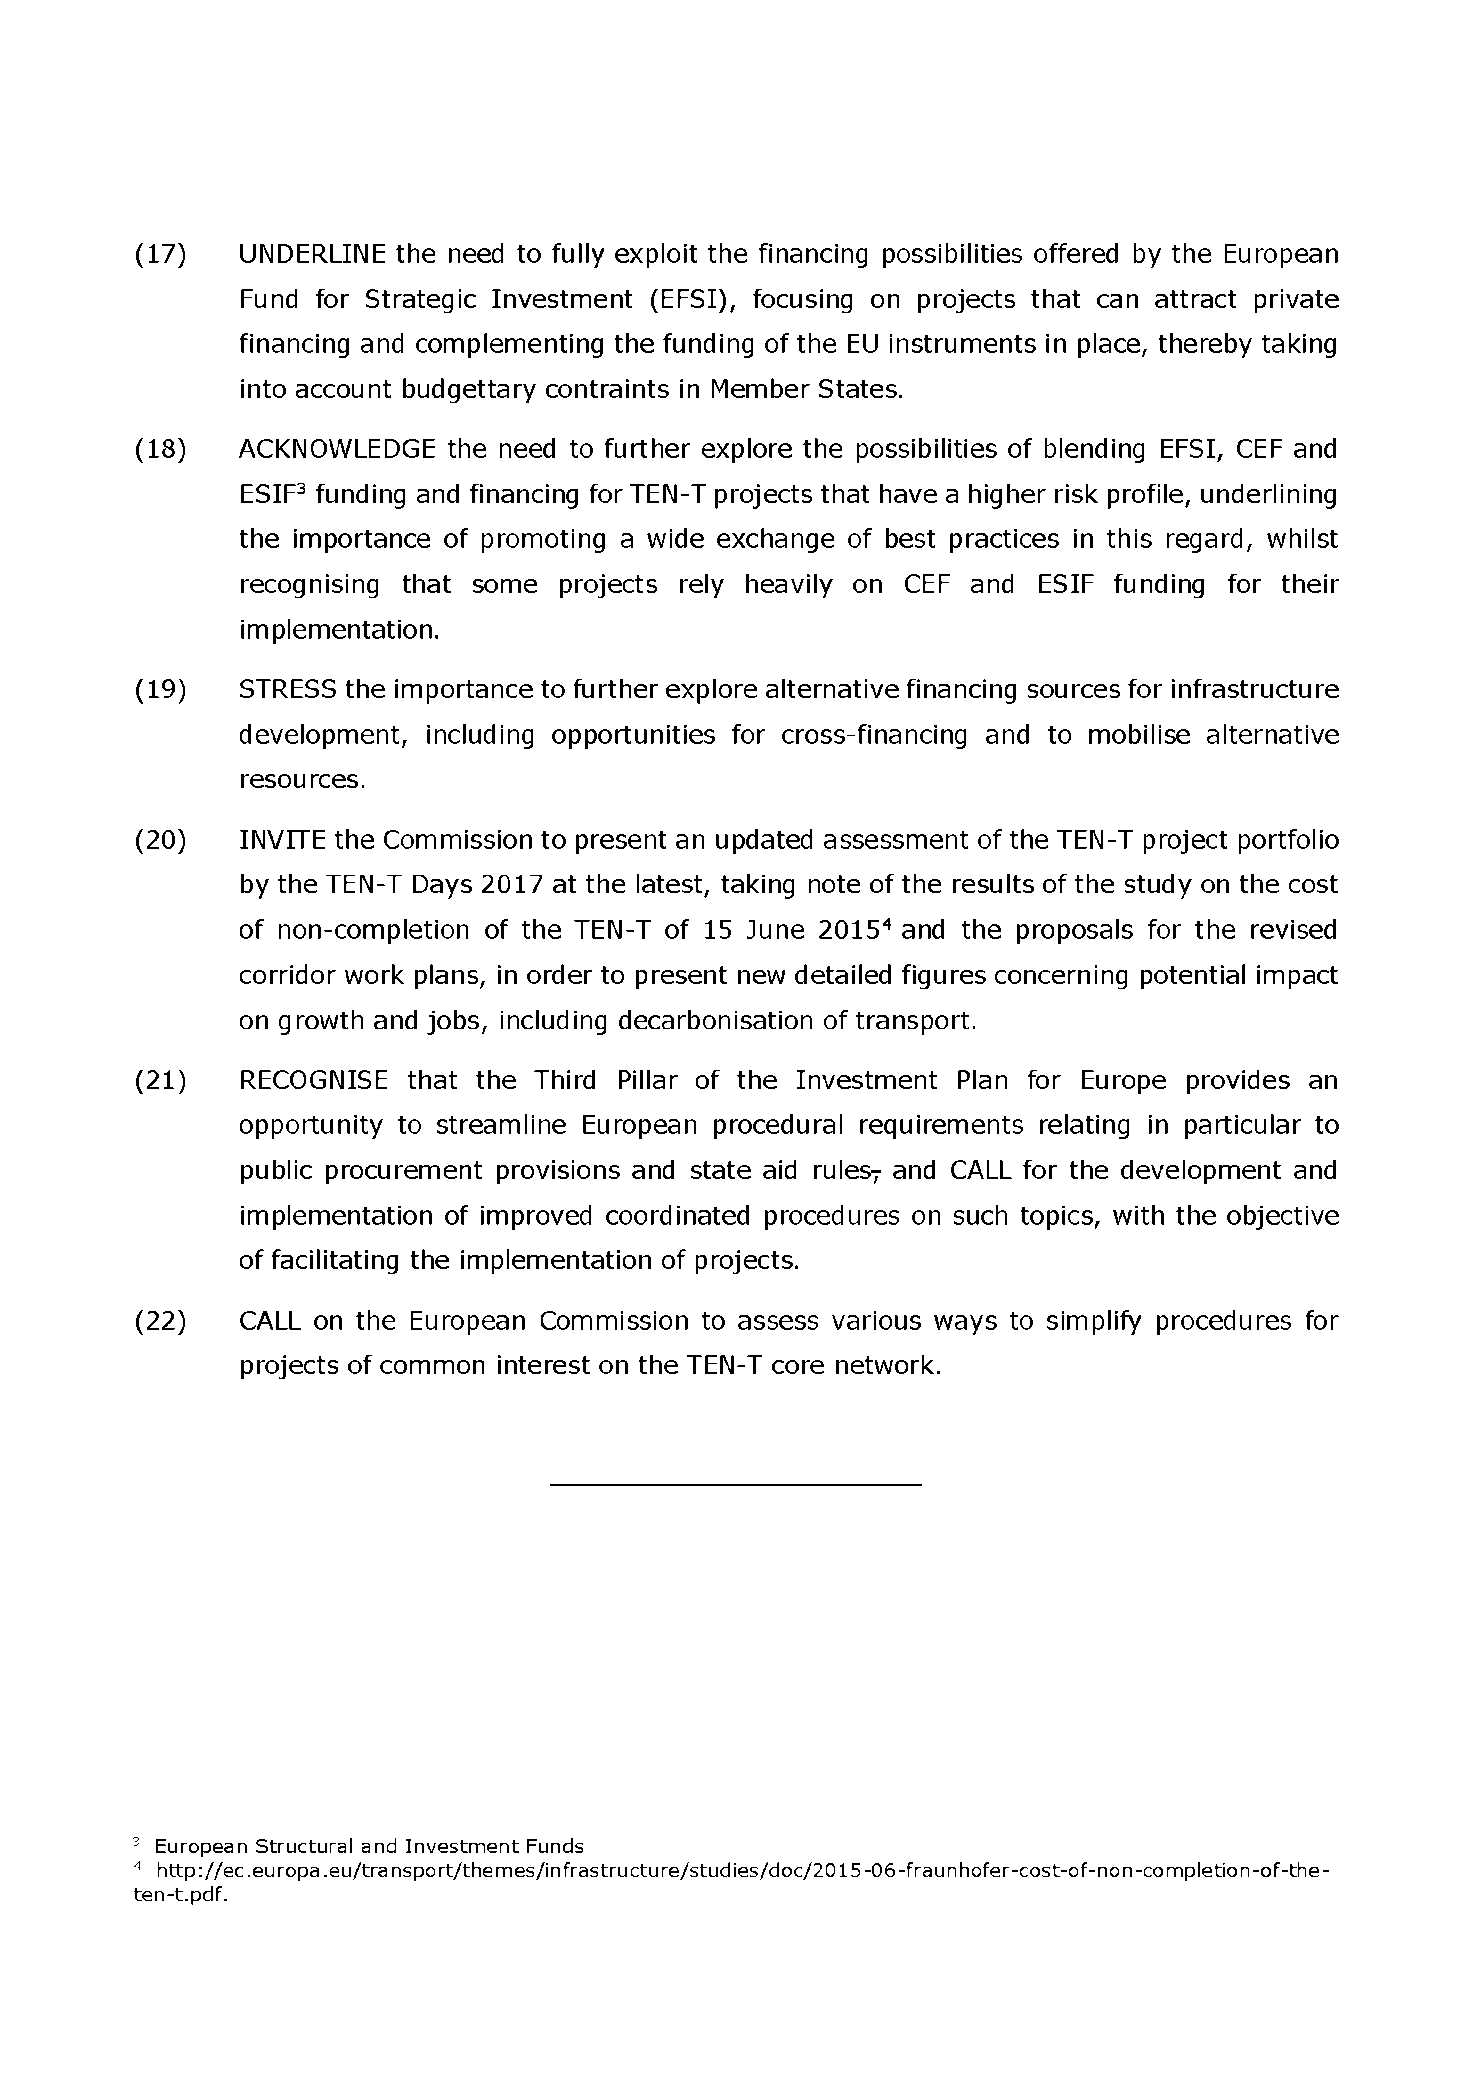 (17) UNDERLINE the need to fully exploit the financing possibilities offered by the European
Fund for Strategic Investment (EFSI), focusing on projects that can attract private
financing and complementing the funding of the EU instruments in place, thereby taking
into account budgettary contraints in Member States.
(18) ACKNOWLEDGE the need to further explore the possibilities of blending EFSI, CEF and
ESIF³ funding and financing for TEN-T projects that have a higher risk profile, underlining
the importance of promoting a wide exchange of best practices in this regard, whilst
recognising that some projects rely heavily on CEF and ESIF funding for their
implementation.
(19) STRESS the importance to further explore alternative financing sources for infrastructure
development, including opportunities for cross-financing and to mobilise alternative
resources.
(20) INVITE the Commission to present an updated assessment of the TEN-T project portfolio
by the TEN-T Days 2017 at the latest, taking note of the results of the study on the cost
of non-completion of the TEN-T of 15 June 2015⁴ and the proposals for the revised
corridor work plans, in order to present new detailed figures concerning potential impact
on growth and jobs, including decarbonisation of transport.
(21) RECOGNISE that the Third Pillar of the Investment Plan for Europe provides an
opportunity to streamline European procedural requirements relating in particular to
public procurement provisions and state aid rules, and CALL for the development and
implementation of improved coordinated procedures on such topics, with the objective
of facilitating the implementation of projects.
(22) CALL on the European Commission to assess various ways to simplify procedures for
projects of common interest on the TEN-T core network.
³ European Structural and Investment Funds
⁴ http://ec.europa.eu/transport/themes/infrastructure/studies/doc/2015-06-fraunhofer-cost-of-non-completion-of-the-
ten-t.pdf.